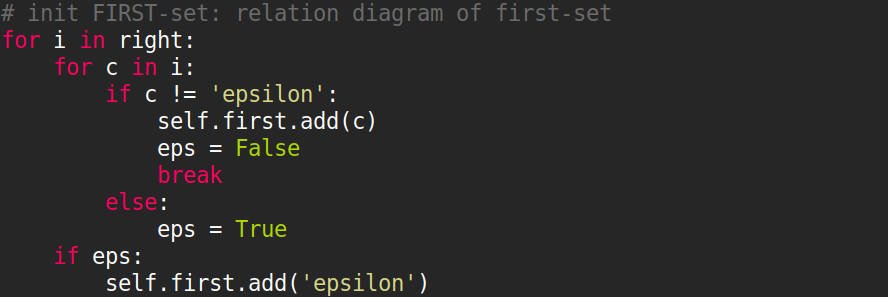 # init FIRST-set: relation diagram of first-set
for i in right:
    for c in i:
        if c != 'epsilon':
            self.first.add(c)
            eps = False
            break
        else:
            eps = True
    if eps:
        self.first.add('epsilon')